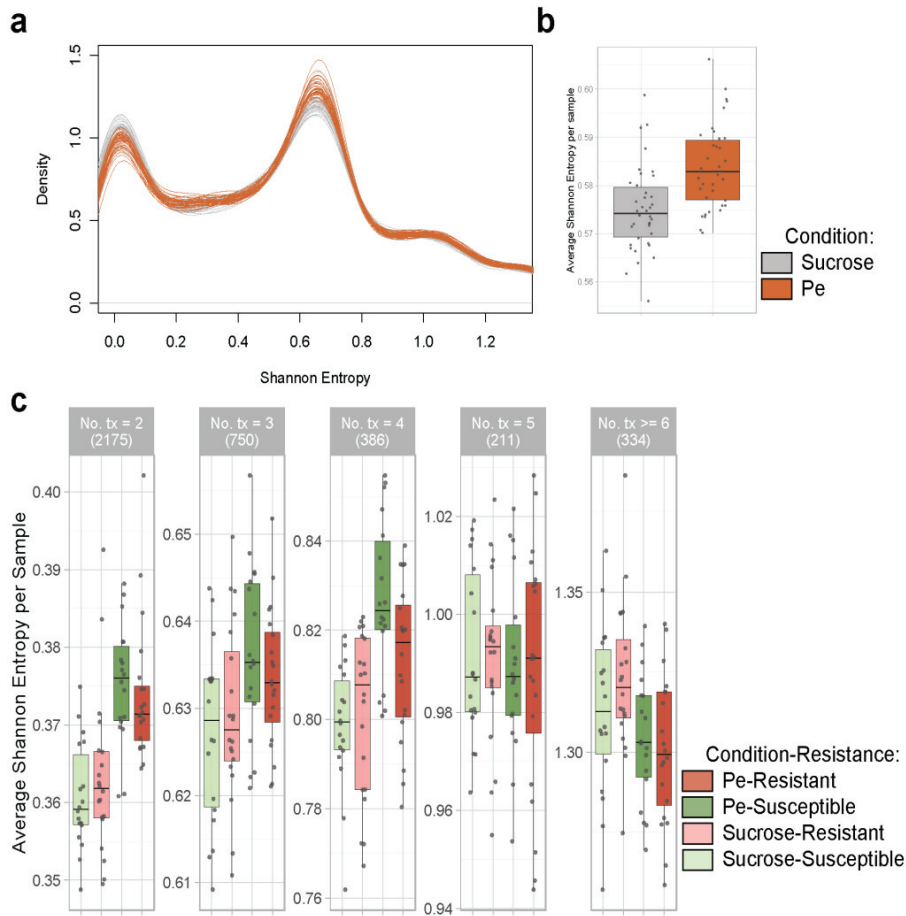 a
1.5
1.0
0.5
0.0
Density
0.0 0.2 0.4 0.6 0.8 1.0 1.2
Shannon Entropy
b
0.60
0.59
0.58
0.57
0.56
Average Shannon Entropy per sample
Condition:
Sucrose
Pe
c
Average Shannon Entropy per Sample
No. tx = 2
(2175)
0.40
0.39
0.38
0.37
0.36
0.35
No. tx = 3
(750)
0.65
0.64
0.63
0.62
0.61
No. tx = 4
(386)
0.84
0.82
0.80
0.78
0.76
No. tx = 5
(211)
1.02
1.00
0.98
0.96
0.94
No. tx >= 6
(334)
1.35
1.30
Condition-Resistance:
Pe-Resistant
Pe-Susceptible
Sucrose-Resistant
Sucrose-Susceptible